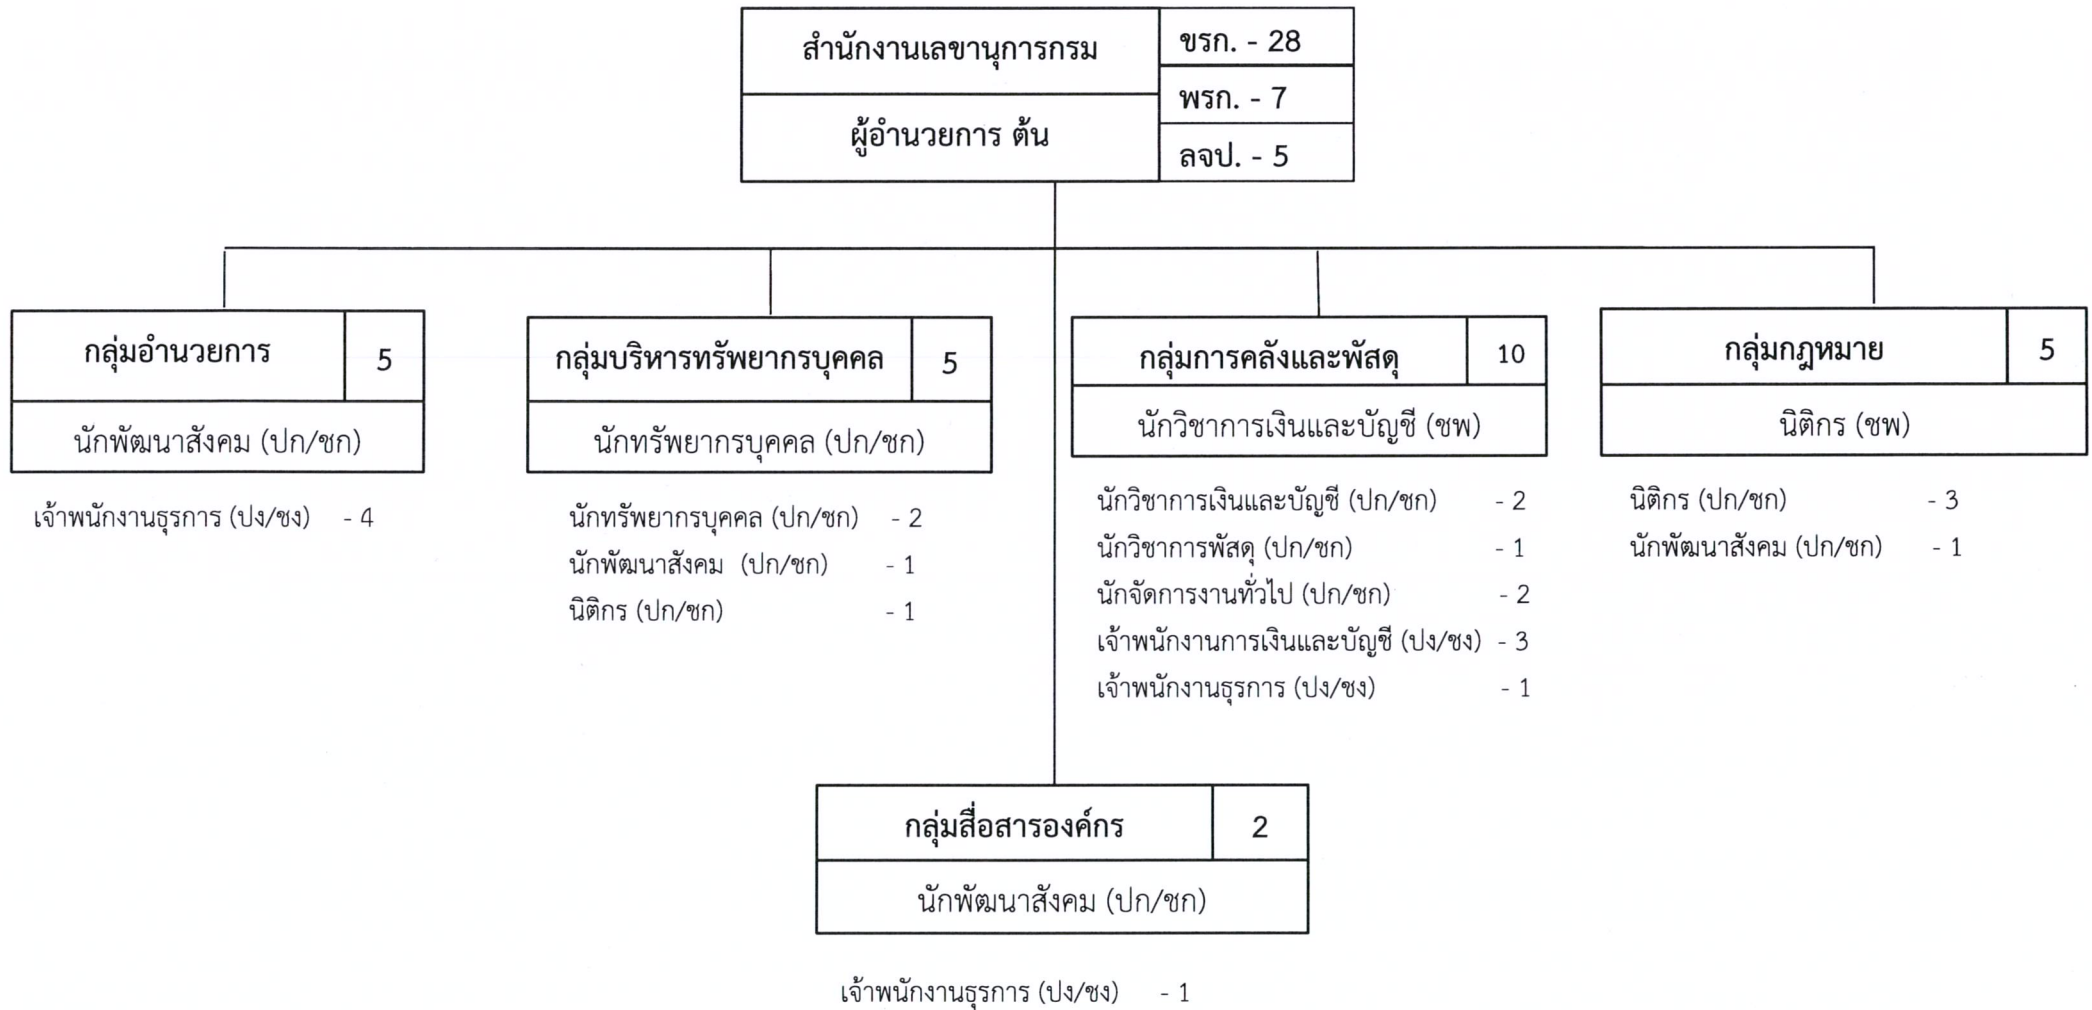 สำนักงานเลขานุการกรม
ผู้อำนวยการ ต้น
ขรก. - 28
พรก. - 7
ลจป. - 5
กลุ่มอำนวยการ 5
นักพัฒนาสังคม (ปก/ชก)
เจ้าพนักงานธุรการ (ปง/ชง) - 4
กลุ่มบริหารทรัพยากรบุคคล 5
นักทรัพยากรบุคคล (ปก/ชก)
นักทรัพยากรบุคคล (ปก/ชก) - 2
นักพัฒนาสังคม (ปก/ชก) - 1
นิติกร (ปก/ชก) - 1
กลุ่มการคลังและพัสดุ 10
นักวิชาการเงินและบัญชี (ชพ)
นักวิชาการเงินและบัญชี (ปก/ชก) - 2
นักวิชาการพัสดุ (ปก/ชก) - 1
นักจัดการงานทั่วไป (ปก/ชก) - 2
เจ้าพนักงานการเงินและบัญชี (ปง/ชง) - 3
เจ้าพนักงานธุรการ (ปง/ชง) - 1
กลุ่มกฎหมาย 5
นิติกร (ชพ)
นิติกร (ปก/ชก) - 3
นักพัฒนาสังคม (ปก/ชก) - 1
กลุ่มสื่อสารองค์กร 2
นักพัฒนาสังคม (ปก/ชก)
เจ้าพนักงานธุรการ (ปง/ชง) - 1